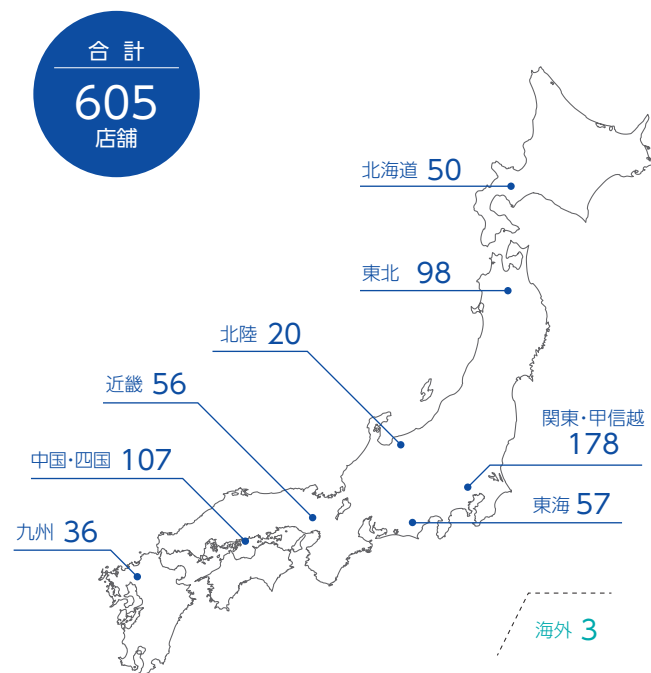 合計
605
店舗
北海道 50
東北 98
北陸 20
近畿 56
関東・甲信越
178
中国・四国 107
東海 57
九州 36
海外 3